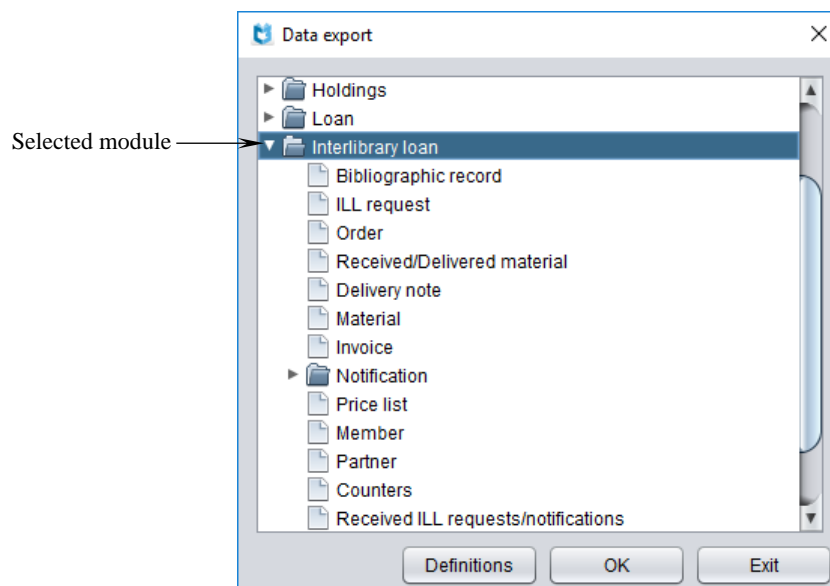 Data export
Holdings
Loan
Selected module
Interlibrary loan
Bibliographic record
ILL request
Order
Received/Delivered material
Delivery note
Material
Invoice
Notification
Price list
Member
Partner
Counters
Received ILL requests/notifications
Definitions
OK
Exit